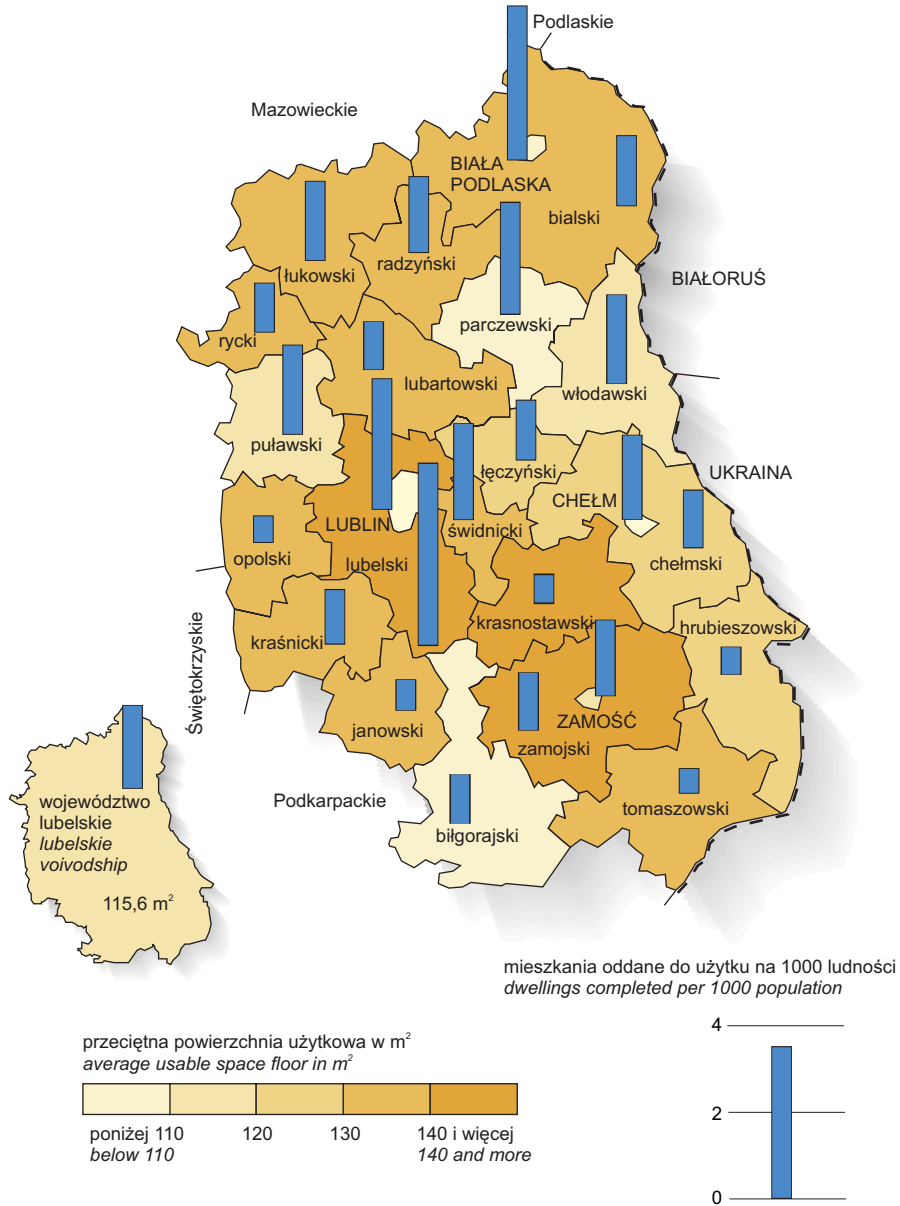 Podlaskie
Mazowieckie
BIAŁA
PODLASKA
bialski
łukowski
radzyński
BIAŁORUŚ
rycki
parczewski
lubartowski
włodawski
puławski
łęczyński
UKRAINA
CHEŁM
LUBLIN
świdnicki
opolski
lubelski
chełmski
krasnostawski
hrubieszowski
kraśnicki
Świętokrzyskie
janowski
ZAMOŚĆ
zamojski
Podkarpackie
tomaszowski
biłgorajski
województwo
lubelskie
lubelskie
voivodship
115,6 m²
mieszkania oddane do użytku na 1000 ludności
dwellings completed per 1000 population
4
2
0
przeciętna powierzchnia użytkowa w m²
average usable space floor in m²
poniżej 110 120 130 140 i więcej
below 110 140 and more